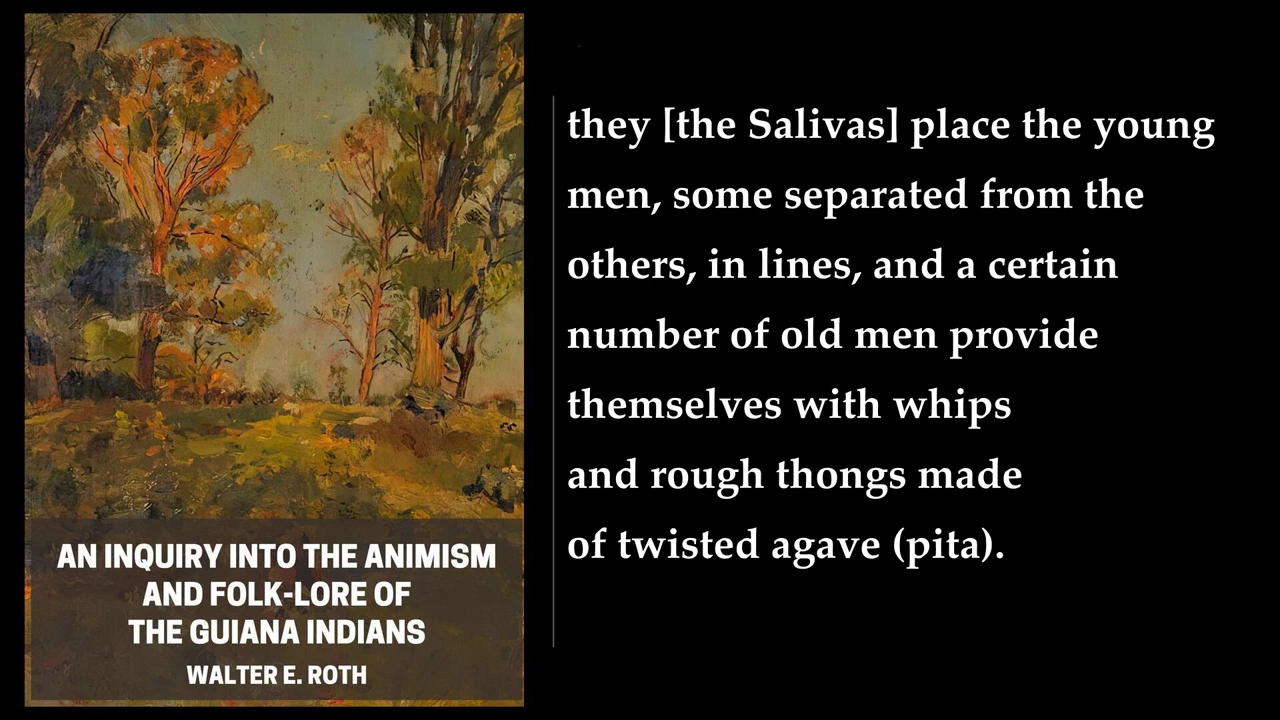 they [the Salivas] place the young
men, some separated from the
others, in lines, and a certain
number of old men provide
themselves with whips
and rough thongs made
of twisted agave (pita).
AN INQUIRY INTO THE ANIMISM
AND FOLK-LORE OF
THE GUIANA INDIANS
WALTER E. ROTH